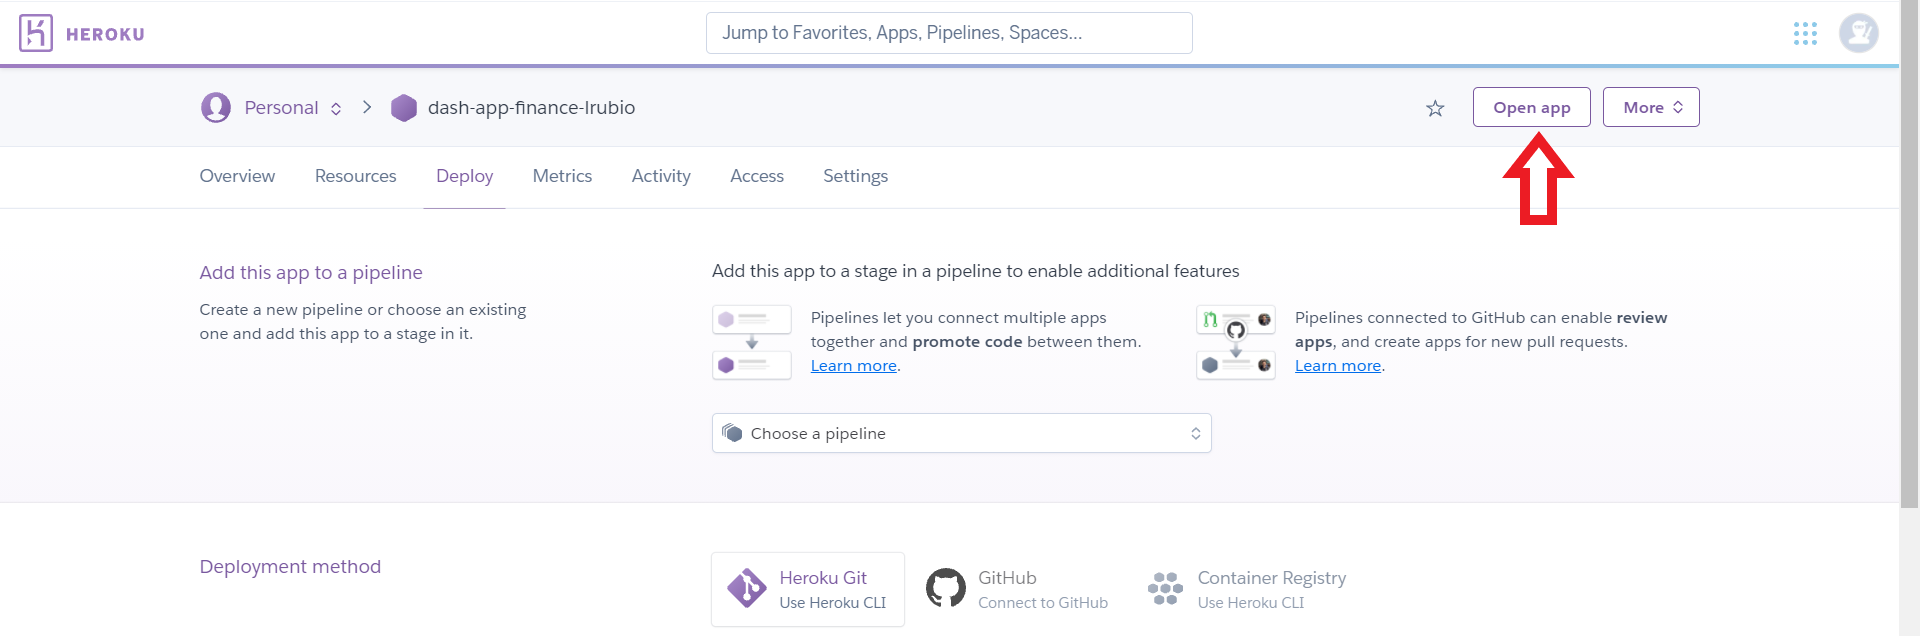 HEROKU
Jump to Favorites, Apps, Pipelines, Spaces...
Personal
dash-app-finance-lrubio
Open app
More
Overview
Resources
Deploy
Metrics
Activity
Access
Settings
Add this app to a pipeline
Create a new pipeline or choose an existing
one and add this app to a stage in it.
Add this app to a stage in a pipeline to enable additional features
Pipelines let you connect multiple apps
together and promote code between them.
Learn more.
Pipelines connected to GitHub can enable review
apps, and create apps for new pull requests.
Learn more.
Choose a pipeline
Deployment method
Heroku Git
Use Heroku CLI
GitHub
Connect to GitHub
Container Registry
Use Heroku CLI